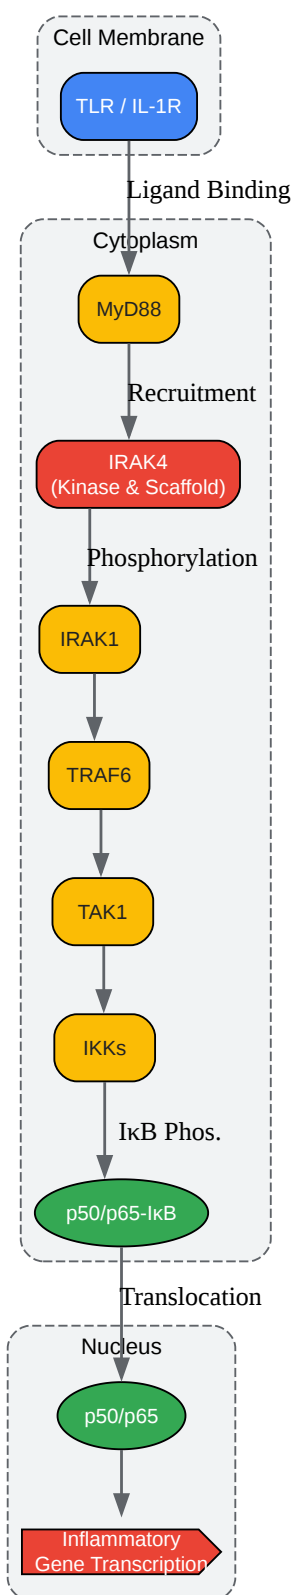 Cell Membrane
TLR / IL-1R
Ligand Binding
Cytoplasm
MyD88
Recruitment
IRAK4
(Kinase & Scaffold)
Phosphorylation
IRAK1
TRAF6
TAK1
IKKs
IκB Phos.
p50/p65-IκB
Translocation
Nucleus
p50/p65
Inflammatory
Gene Transcription